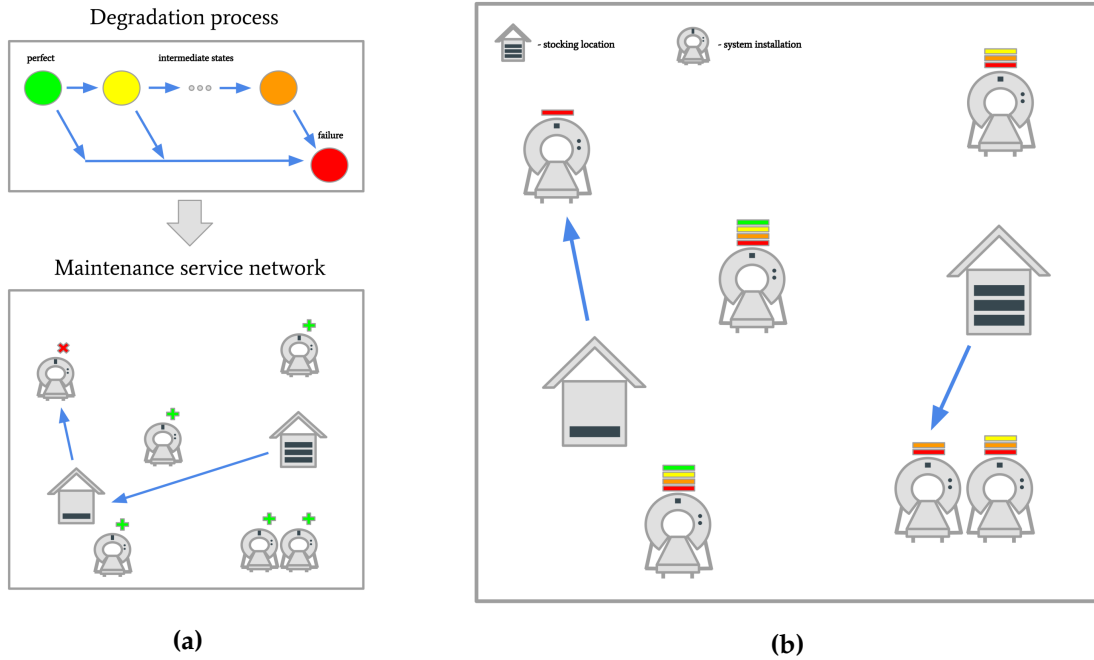 Degradation process
perfect
intermediate states
failure
Maintenance service network
(a)
- stocking location
- system installation
(b)